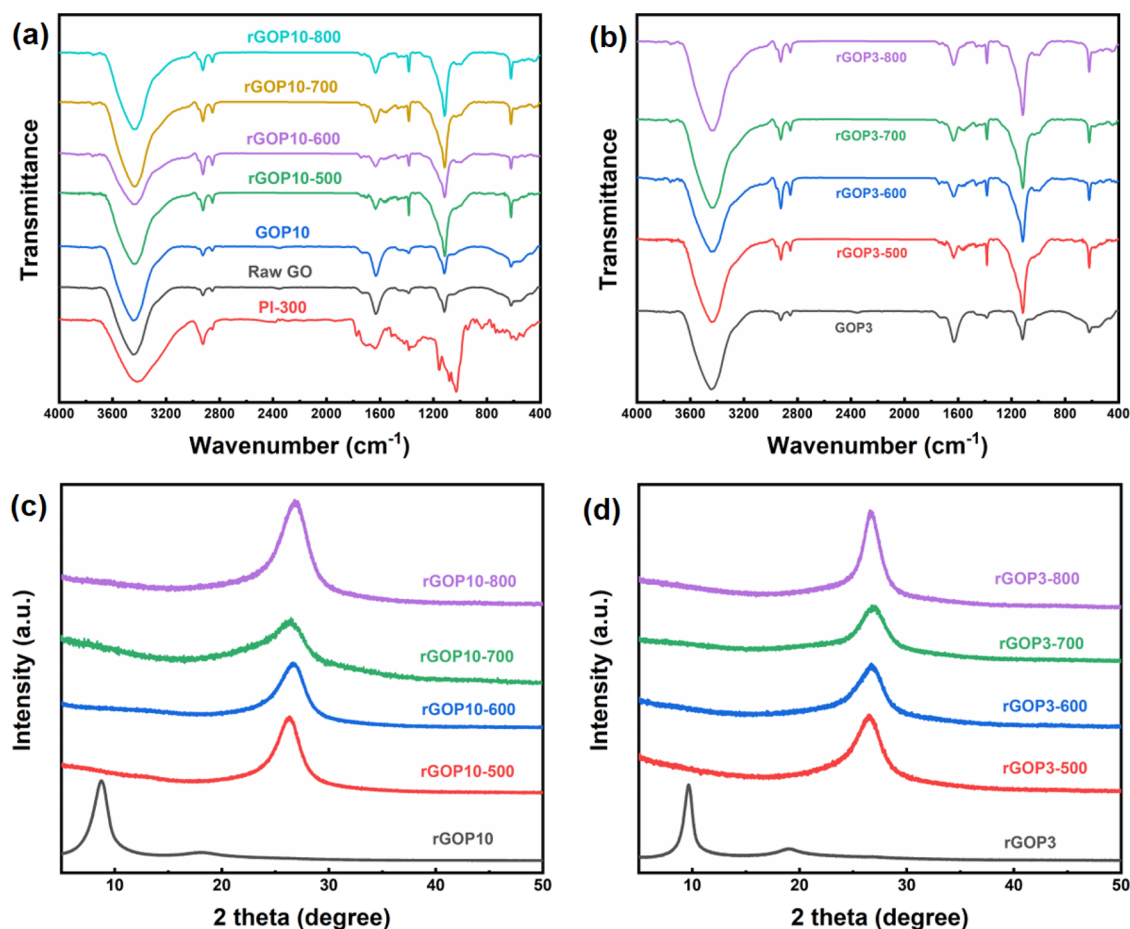 (a)
rGOP10-800
rGOP10-700
rGOP10-600
rGOP10-500
GOP10
Raw GO
PI-300
Transmittance
4000 3600 3200 2800 2400 2000 1600 1200 800 400
Wavenumber (cm-1)
(b)
rGOP3-800
rGOP3-700
rGOP3-600
rGOP3-500
GOP3
Transmittance
4000 3600 3200 2800 2400 2000 1600 1200 800 400
Wavenumber (cm-1)
(c)
rGOP10-800
rGOP10-700
rGOP10-600
rGOP10-500
rGOP10
Intensity (a.u.)
10 20 30 40 50
2 theta (degree)
(d)
rGOP3-800
rGOP3-700
rGOP3-600
rGOP3-500
rGOP3
Intensity (a.u.)
10 20 30 40 50
2 theta (degree)